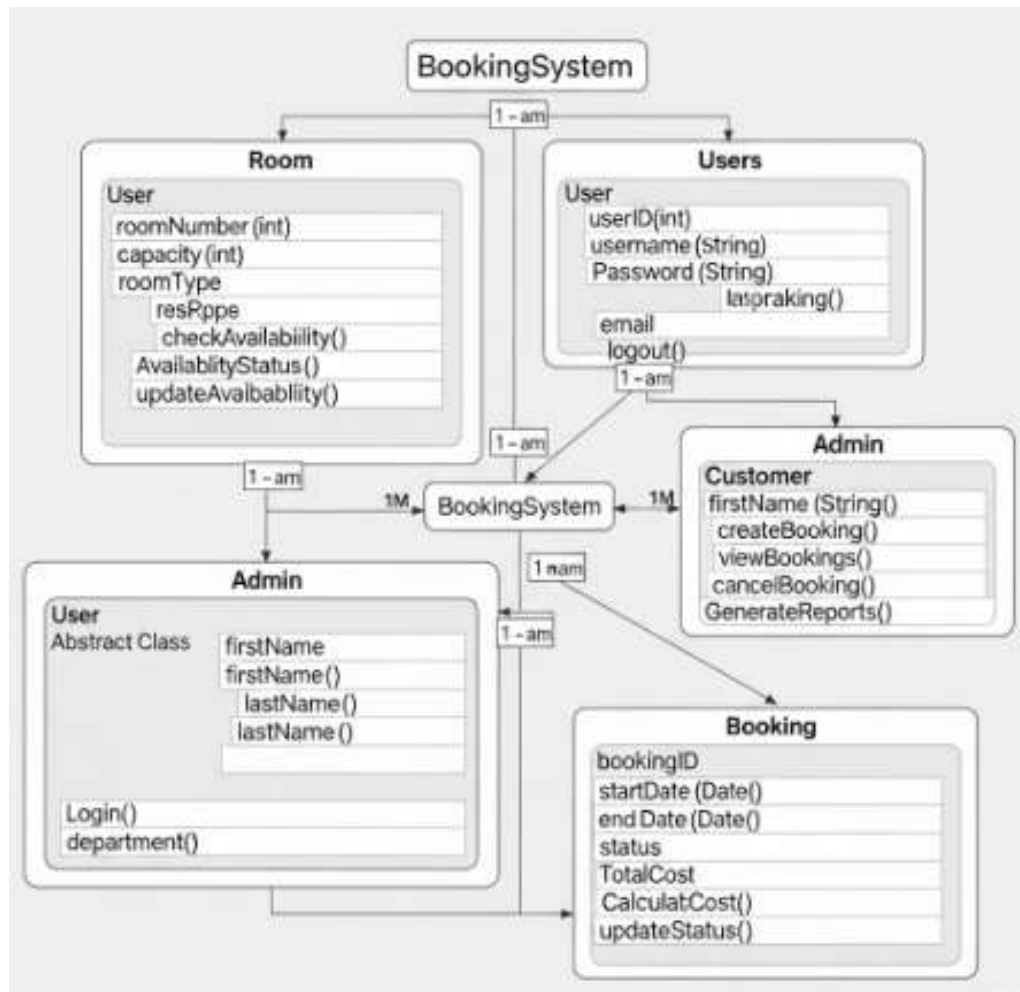 BookingSystem
1 - am
Room
User
roomNumber (int)
capacity (int)
roomType
resRppe
checkAvailabiility()
AvailablityStatus()
updateAvaibabliity()
1 - am
Users
User
userID(int)
username (String)
Password (String)
laspraking()
email
logout()
1 - am
1 - am
1M
BookingSystem
1M
Admin
Customer
firstName (String()
createBooking()
viewBookings()
cancelBooking()
GenerateReports()
Admin
User
Abstract Class
firstName
firstName()
lastName()
lastName()
Login()
department()
1 - am
Booking
bookingID
startDate (Date()
end Date (Date()
status
TotalCost
CalculatCost()
updateStatus()